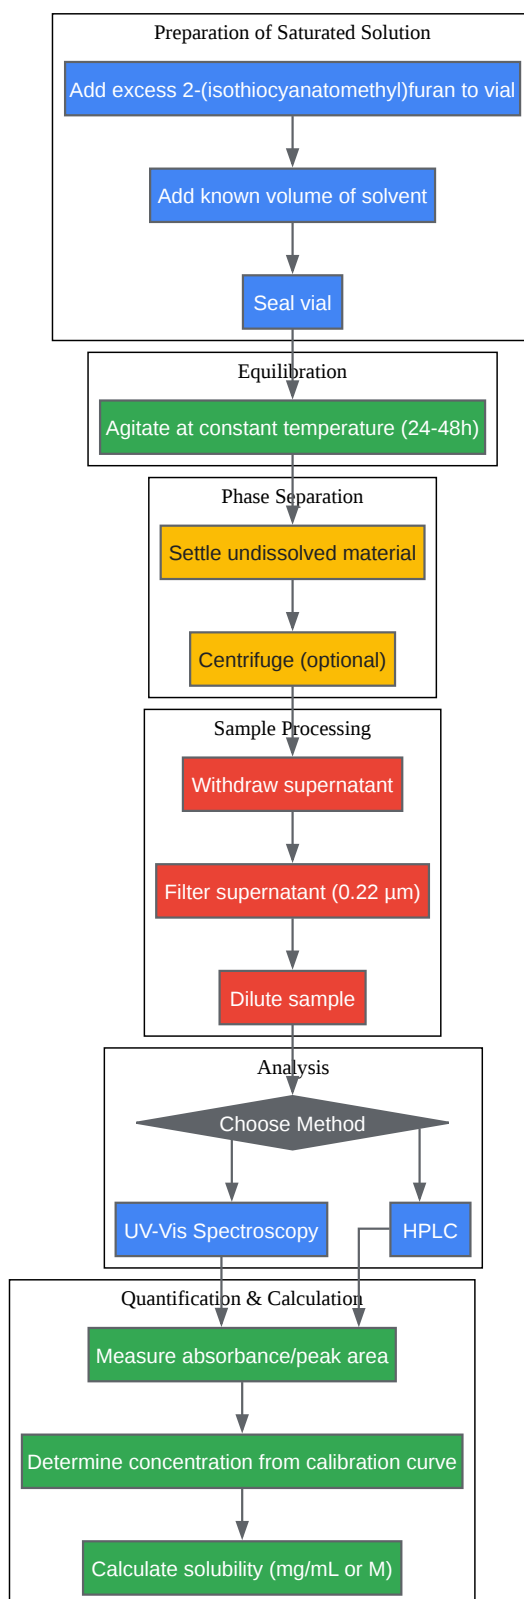 Preparation of Saturated Solution
Add excess 2-(isothiocyanatomethyl)furan to vial
Add known volume of solvent
Seal vial
Equilibration
Agitate at constant temperature (24-48h)
Phase Separation
Settle undissolved material
Centrifuge (optional)
Sample Processing
Withdraw supernatant
Filter supernatant (0.22 µm)
Dilute sample
Analysis
Choose Method
UV-Vis Spectroscopy
HPLC
Quantification & Calculation
Measure absorbance/peak area
Determine concentration from calibration curve
Calculate solubility (mg/mL or M)